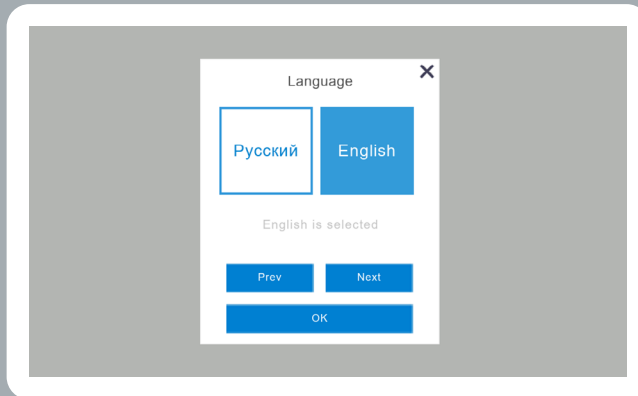 Language
Русский
English
English is selected
Prev
Next
OK